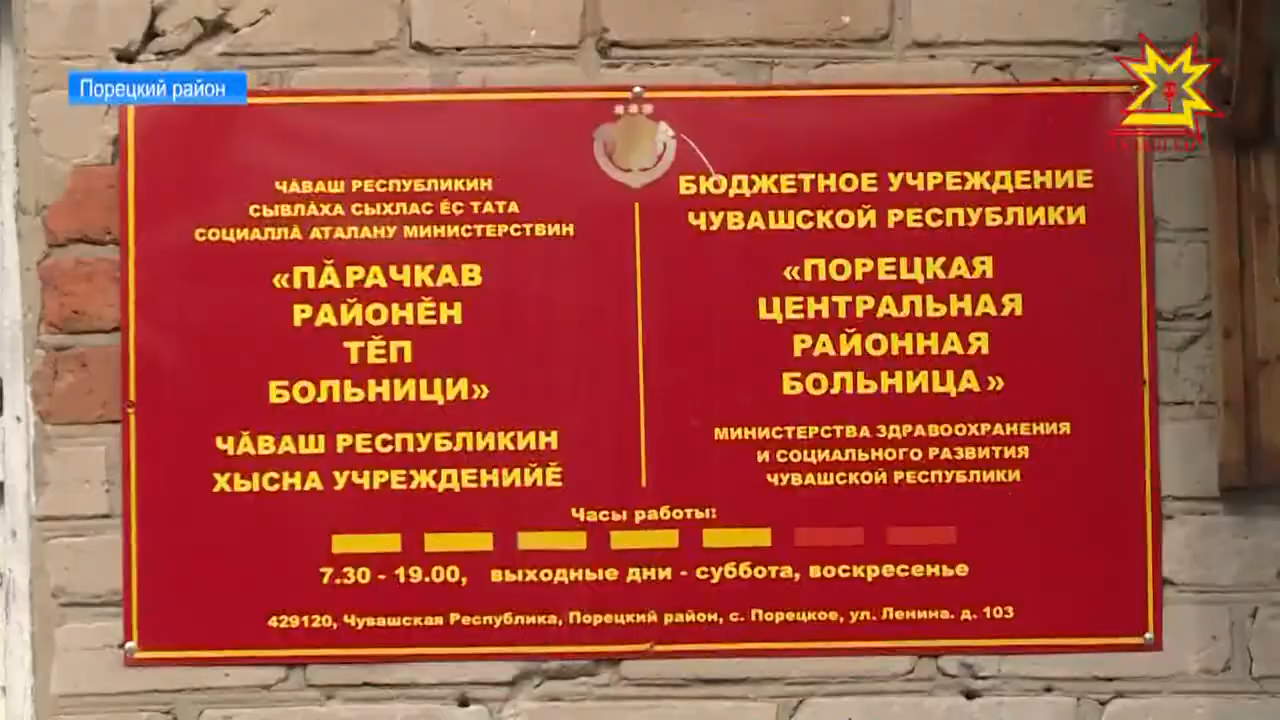 Порецкий район
ЧӐВАШ РЕСПУБЛИКИН
СЫВЛӐХА СЫХЛАС ӖҪ ТАТА
СОЦИАЛЛӐ АТАЛАНУ МИНИСТЕРСТВИН
«ПӐРАЧКАВ
РАЙОНӖН
ТӖП
БОЛЬНИЦИ»
ЧӐВАШ РЕСПУБЛИКИН
ХЫСНА УЧРЕЖДЕНИЙӖ
БЮДЖЕТНОЕ УЧРЕЖДЕНИЕ
ЧУВАШСКОЙ РЕСПУБЛИКИ
«ПОРЕЦКАЯ
ЦЕНТРАЛЬНАЯ
РАЙОННАЯ
БОЛЬНИЦА»
МИНИСТЕРСТВА ЗДРАВООХРАНЕНИЯ
И СОЦИАЛЬНОГО РАЗВИТИЯ
ЧУВАШСКОЙ РЕСПУБЛИКИ
Часы работы:
7.30 - 19.00, выходные дни - суббота, воскресенье
429120, Чувашская Республика, Порецкий район, с. Порецкое, ул. Ленина. д. 103